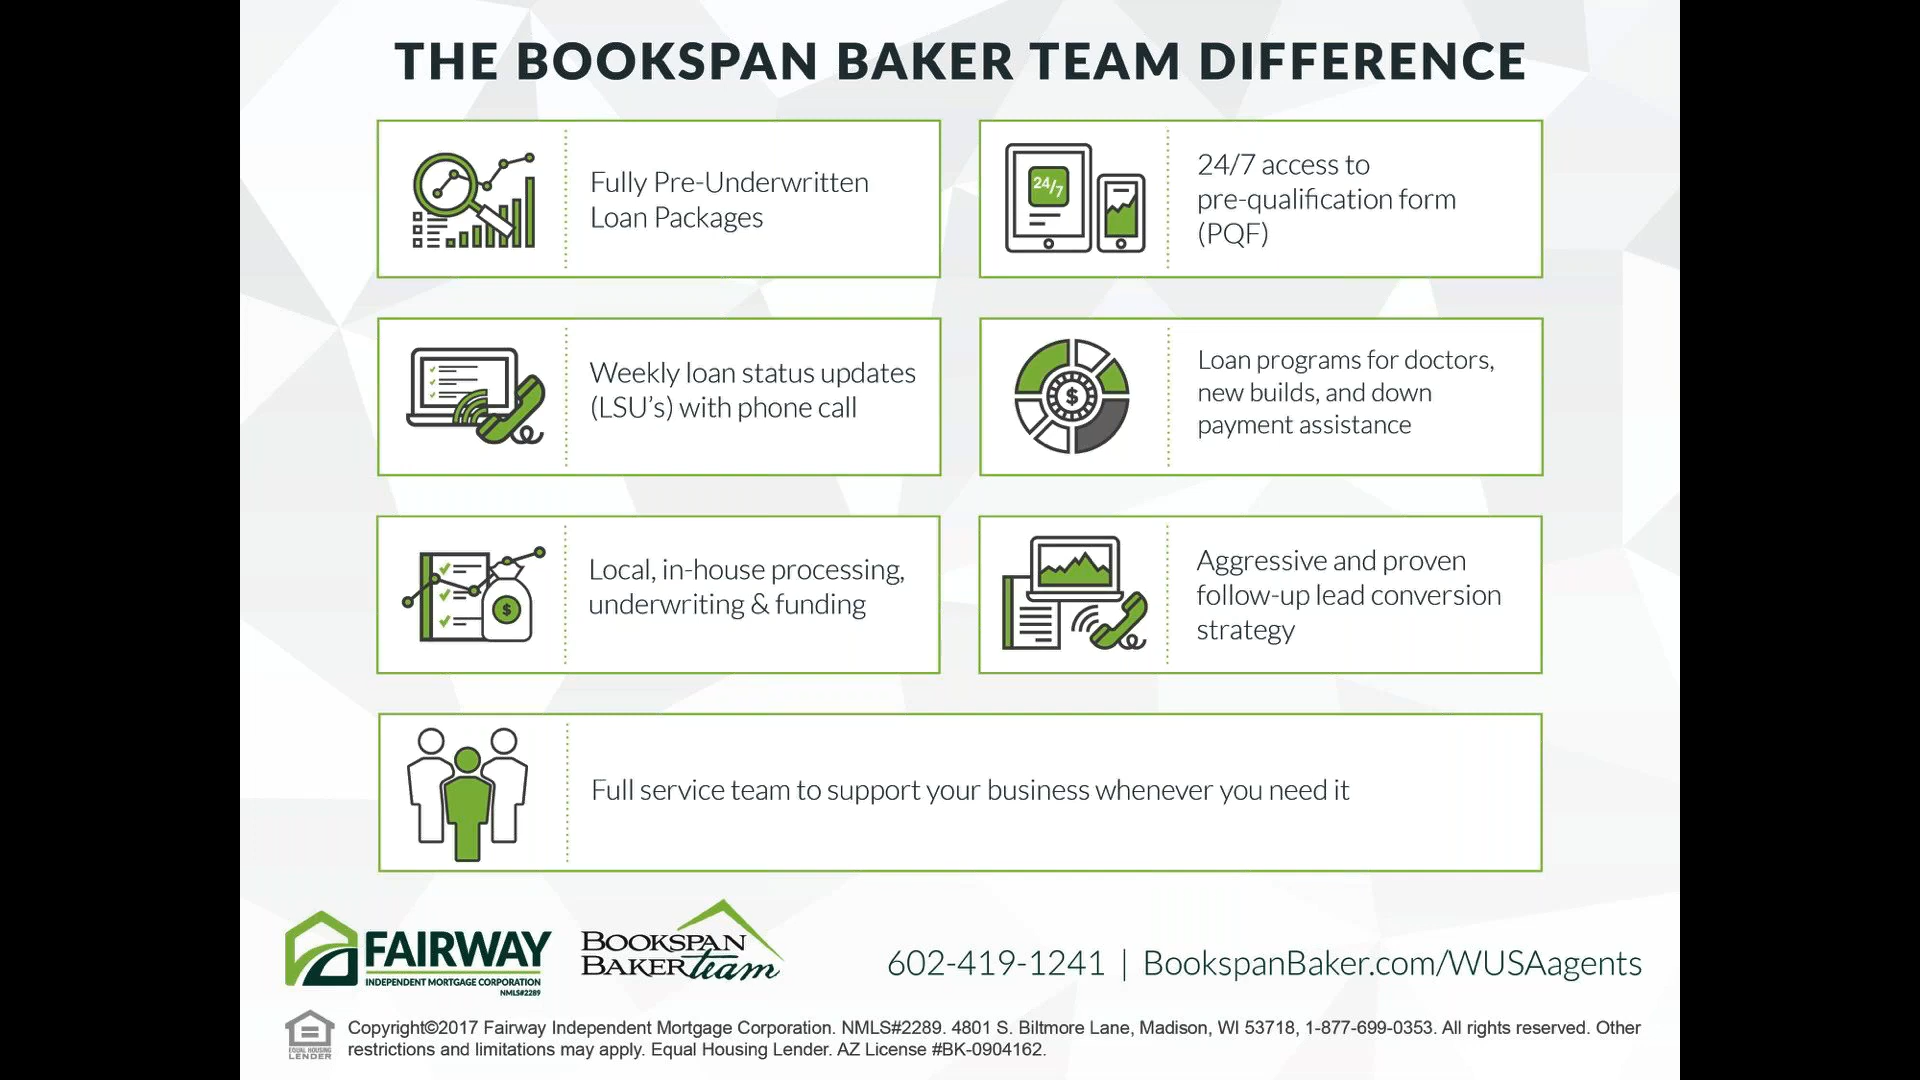 THE BOOKSPAN BAKER TEAM DIFFERENCE
Fully Pre-Underwritten
Loan Packages
24/7
24/7 access to
pre-qualification form
(PQF)
Weekly loan status updates
(LSU's) with phone call
$
Loan programs for doctors,
new builds, and down
payment assistance
$
Local, in-house processing,
underwriting & funding
Aggressive and proven
follow-up lead conversion
strategy
Full service team to support your business whenever you need it
FAIRWAY
INDEPENDENT MORTGAGE CORPORATION
NMLS#2289
BOOKSPAN
BAKER team
602-419-1241 | BookspanBaker.com/WUSAagents
EQUAL HOUSING
LENDER
Copyright©2017 Fairway Independent Mortgage Corporation. NMLS#2289. 4801 S. Biltmore Lane, Madison, WI 53718, 1-877-699-0353. All rights reserved. Other
restrictions and limitations may apply. Equal Housing Lender. AZ License #BK-0904162.